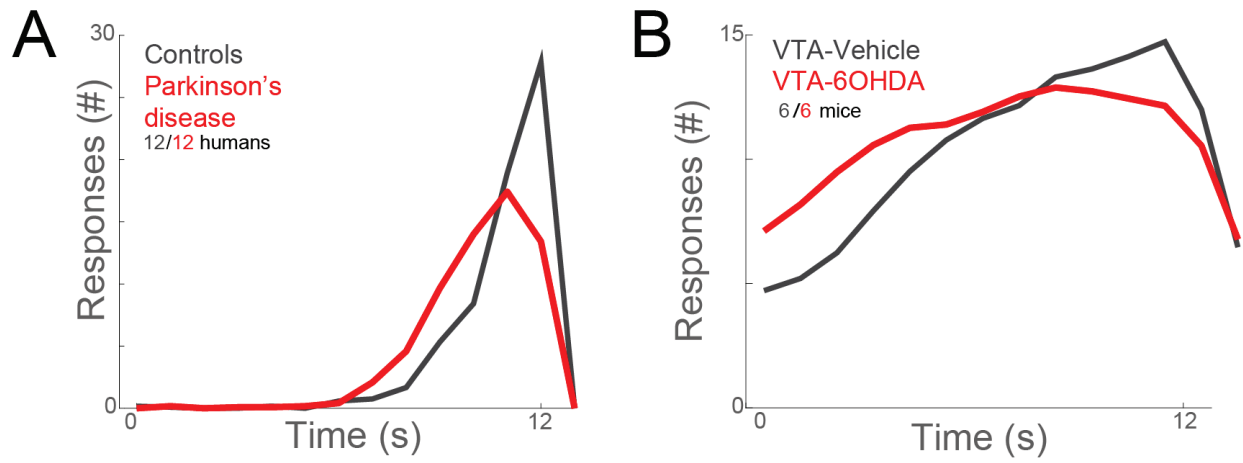 A
30
Controls
Parkinson's
disease
12/12 humans
Responses (#)
0
0
12
Time (s)
B
15
VTA-Vehicle
VTA-6OHDA
6/6 mice
Responses (#)
0
0
12
Time (s)